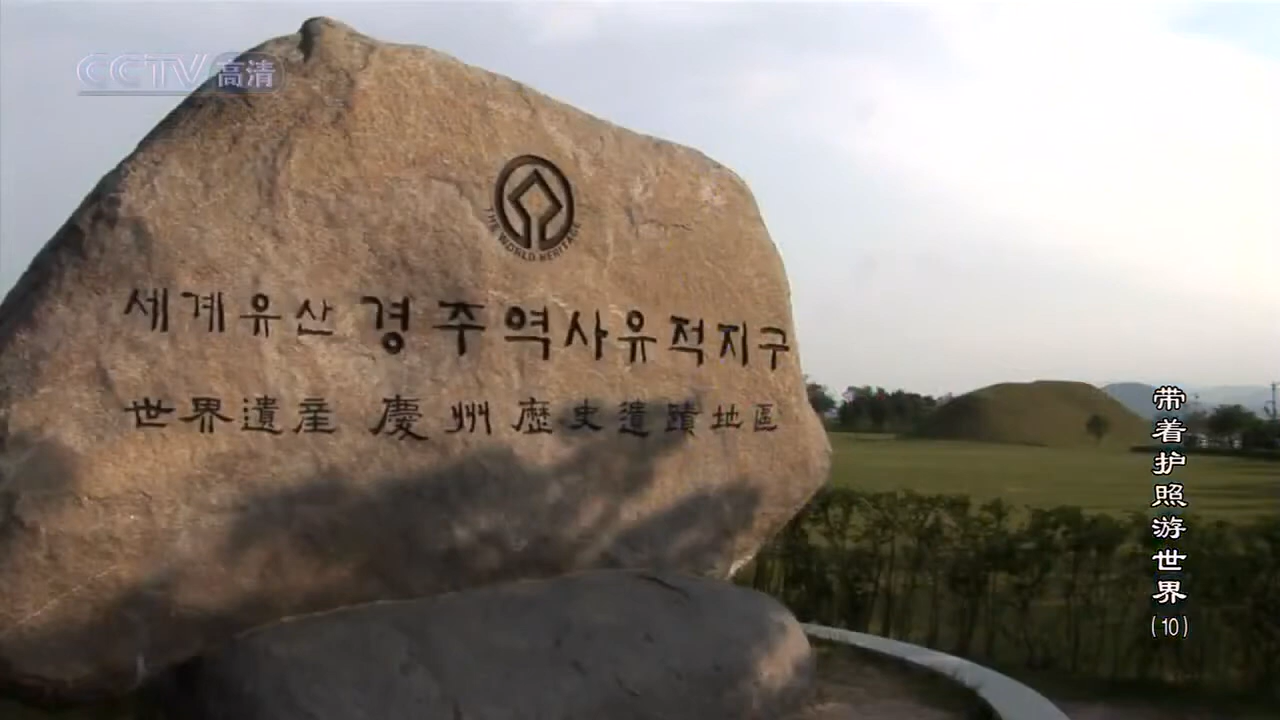 CCTV高清
THE WORLD HERITAGE
세계유산 경주역사유적지구
世界遺産 慶州歷史遺蹟地區
带着护照游世界
(10)